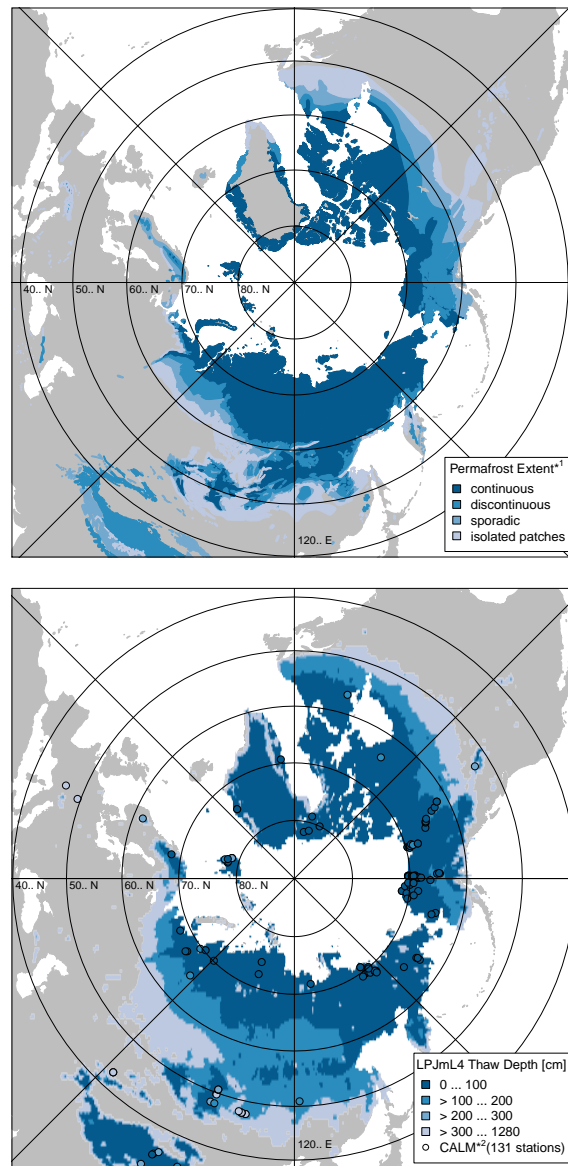 40.. N 50.. N 60.. N 70.. N 80.. N
120.. E
Permafrost Extent*1
continuous
discontinuous
sporadic
isolated patches
40.. N 50.. N 60.. N 70.. N 80.. N
120.. E
LPJmL4 Thaw Depth [cm]
0 ... 100
> 100 ... 200
> 200 ... 300
> 300 ... 1280
CALM*2(131 stations)